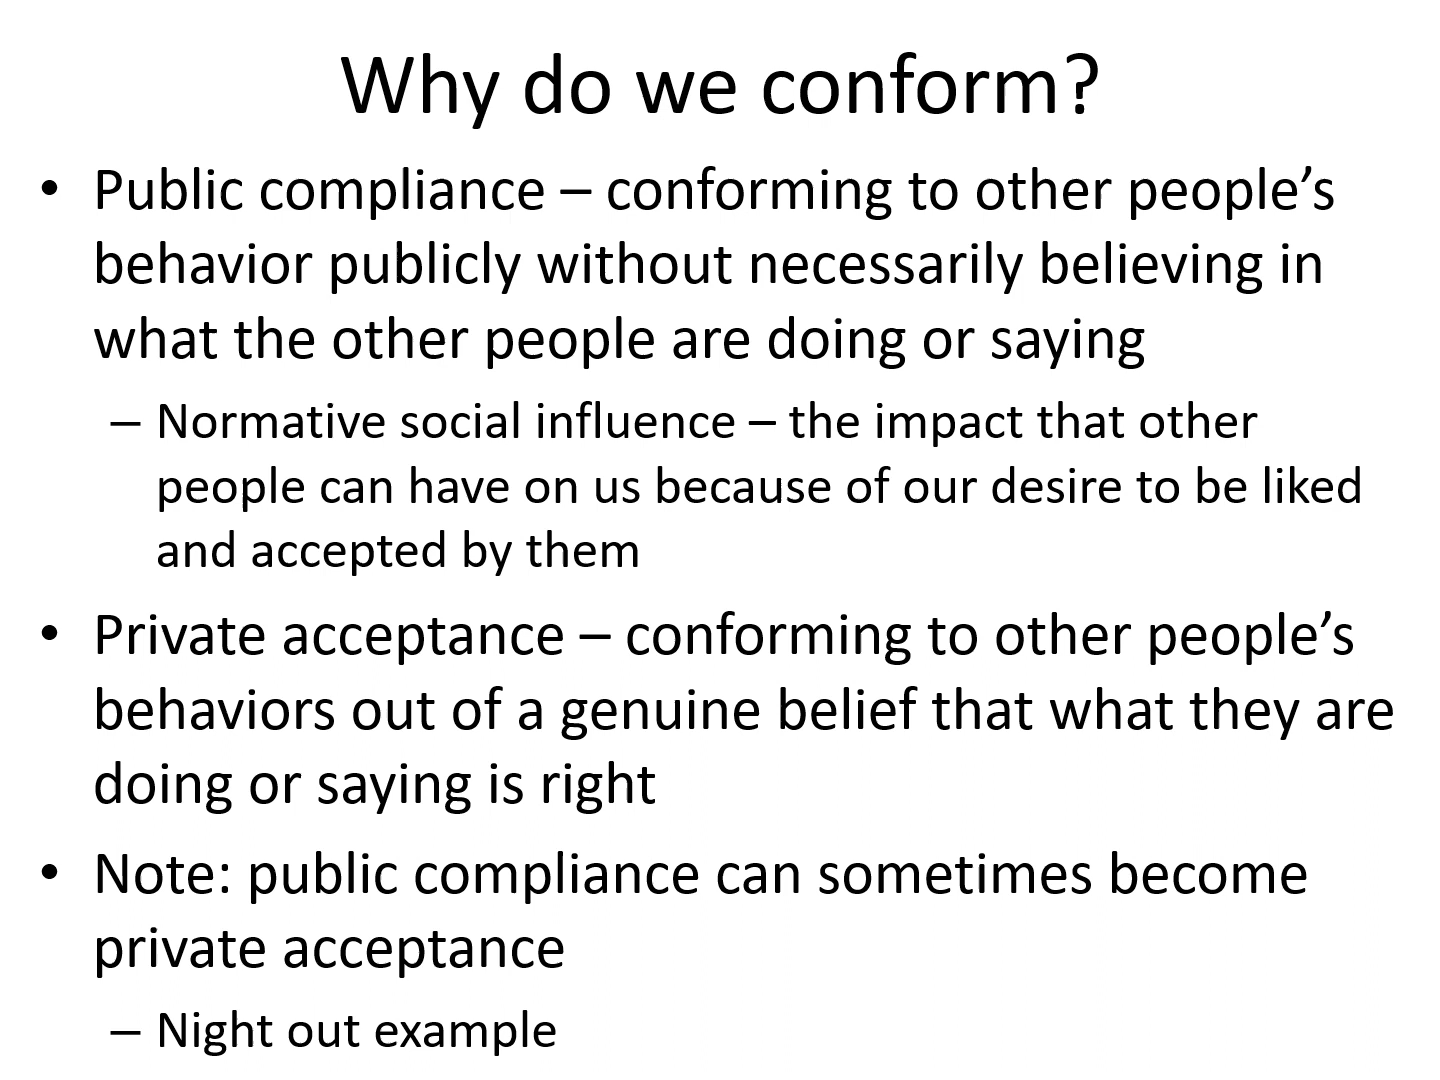 Why do we conform?
• Public compliance – conforming to other people’s
behavior publicly without necessarily believing in
what the other people are doing or saying
– Normative social influence – the impact that other
people can have on us because of our desire to be liked
and accepted by them
• Private acceptance – conforming to other people’s
behaviors out of a genuine belief that what they are
doing or saying is right
• Note: public compliance can sometimes become
private acceptance
– Night out example